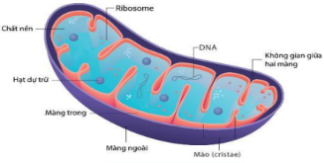 Ribosome
Chất nền
DNA
Không gian giữa
hai màng
Hạt dự trữ
Màng trong
Màng ngoài
Mào (cristae)